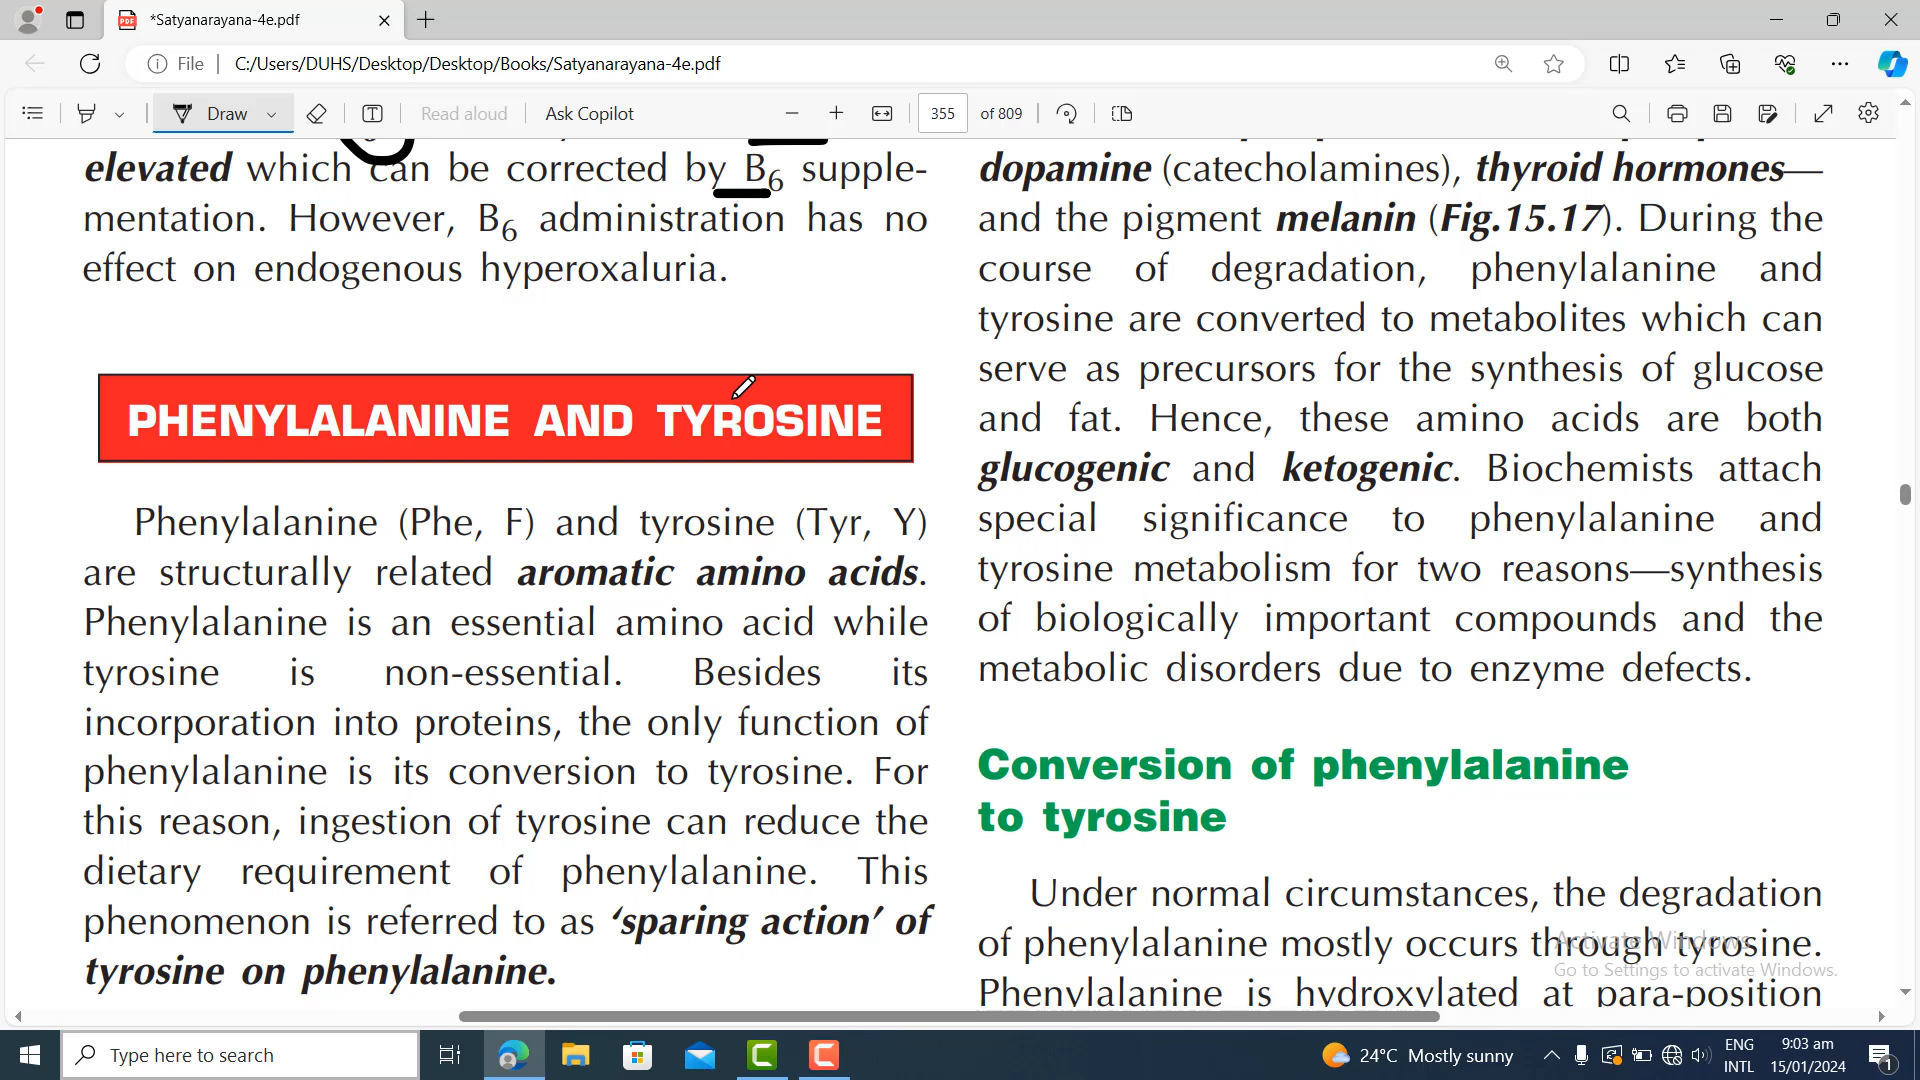 *Satyanarayana-4e.pdf
File
C:/Users/DUHS/Desktop/Desktop/Books/Satyanarayana-4e.pdf
Draw
Read aloud
Ask Copilot
355
of 809
elevated which can be corrected by B6 supple-
mentation. However, B6 administration has no
effect on endogenous hyperoxaluria.
PHENYLALANINE AND TYROSINE
Phenylalanine (Phe, F) and tyrosine (Tyr, Y)
are structurally related aromatic amino acids.
Phenylalanine is an essential amino acid while
tyrosine is non-essential. Besides its
incorporation into proteins, the only function of
phenylalanine is its conversion to tyrosine. For
this reason, ingestion of tyrosine can reduce the
dietary requirement of phenylalanine. This
phenomenon is referred to as ‘sparing action’ of
tyrosine on phenylalanine.
dopamine (catecholamines), thyroid hormones—
and the pigment melanin (Fig.15.17). During the
course of degradation, phenylalanine and
tyrosine are converted to metabolites which can
serve as precursors for the synthesis of glucose
and fat. Hence, these amino acids are both
glucogenic and ketogenic. Biochemists attach
special significance to phenylalanine and
tyrosine metabolism for two reasons—synthesis
of biologically important compounds and the
metabolic disorders due to enzyme defects.
Conversion of phenylalanine
to tyrosine
Under normal circumstances, the degradation
of phenylalanine mostly occurs through tyrosine.
Phenylalanine is hydroxylated at para-position
Activate Windows
Go to Settings to activate Windows.
Type here to search
24°C Mostly sunny
ENG
INTL
9:03 am
15/01/2024
1